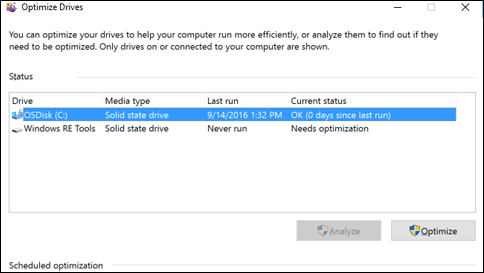 Optimize Drives
You can optimize your drives to help your computer run more efficiently, or analyze them to find out if they
need to be optimized. Only drives on or connected to your computer are shown.
Status
Drive Media type Last run Current status
OSDisk (C:) Solid state drive 9/14/2016 1:32 PM OK (0 days since last run)
Windows RE Tools Solid state drive Never run Needs optimization
Analyze Optimize
Scheduled optimization